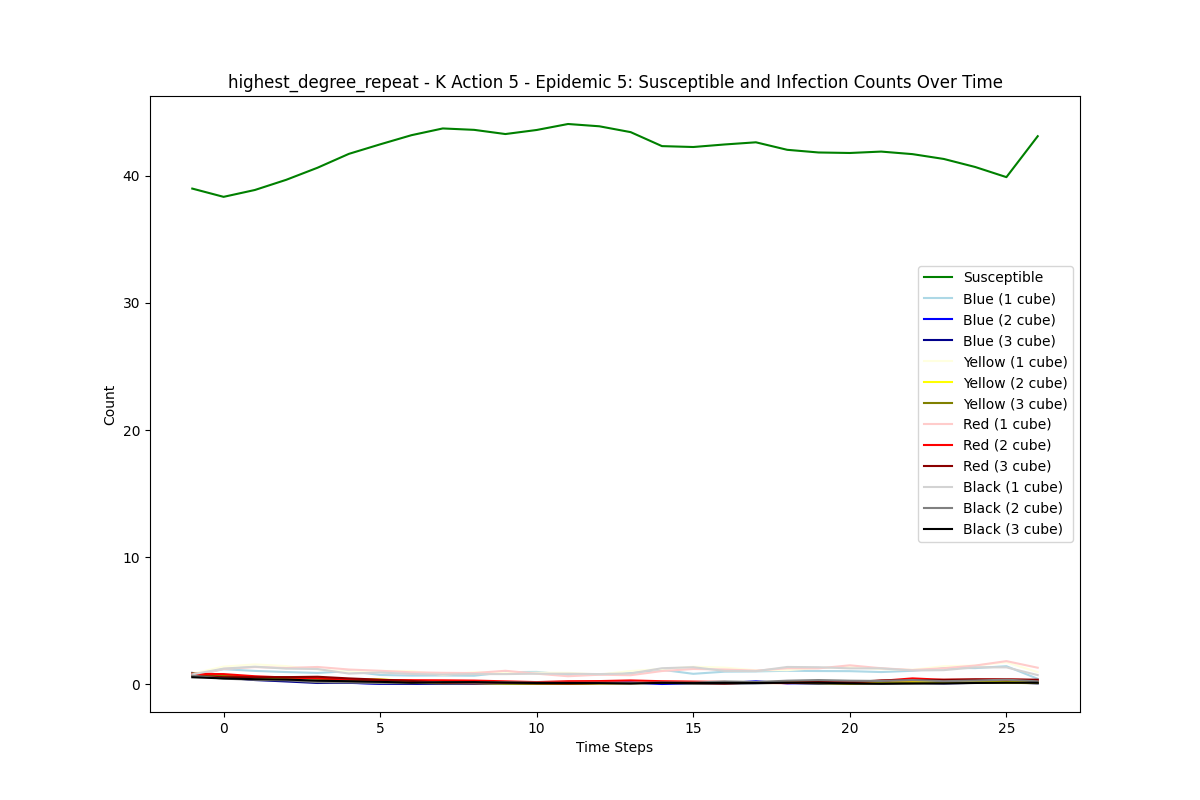 highest_degree_repeat - K Action 5 - Epidemic 5: Susceptible and Infection Counts Over Time
40
30
20
10
0
Count
Susceptible
Blue (1 cube)
Blue (2 cube)
Blue (3 cube)
Yellow (1 cube)
Yellow (2 cube)
Yellow (3 cube)
Red (1 cube)
Red (2 cube)
Red (3 cube)
Black (1 cube)
Black (2 cube)
Black (3 cube)
0 5 10 15 20 25
Time Steps